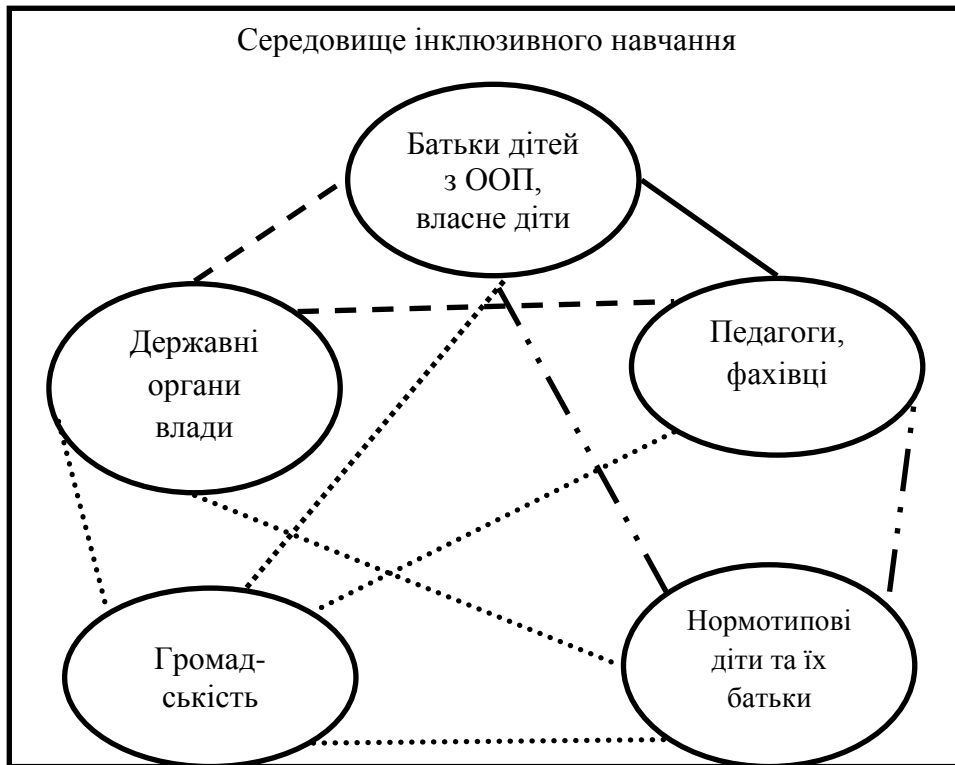 Середовище інклюзивного навчання
Батьки дітей
з ООП,
власне діти
Державні
органи
влади
Педагоги,
фахівці
Громад-
ськість
Нормотипові
діти та їх
батьки